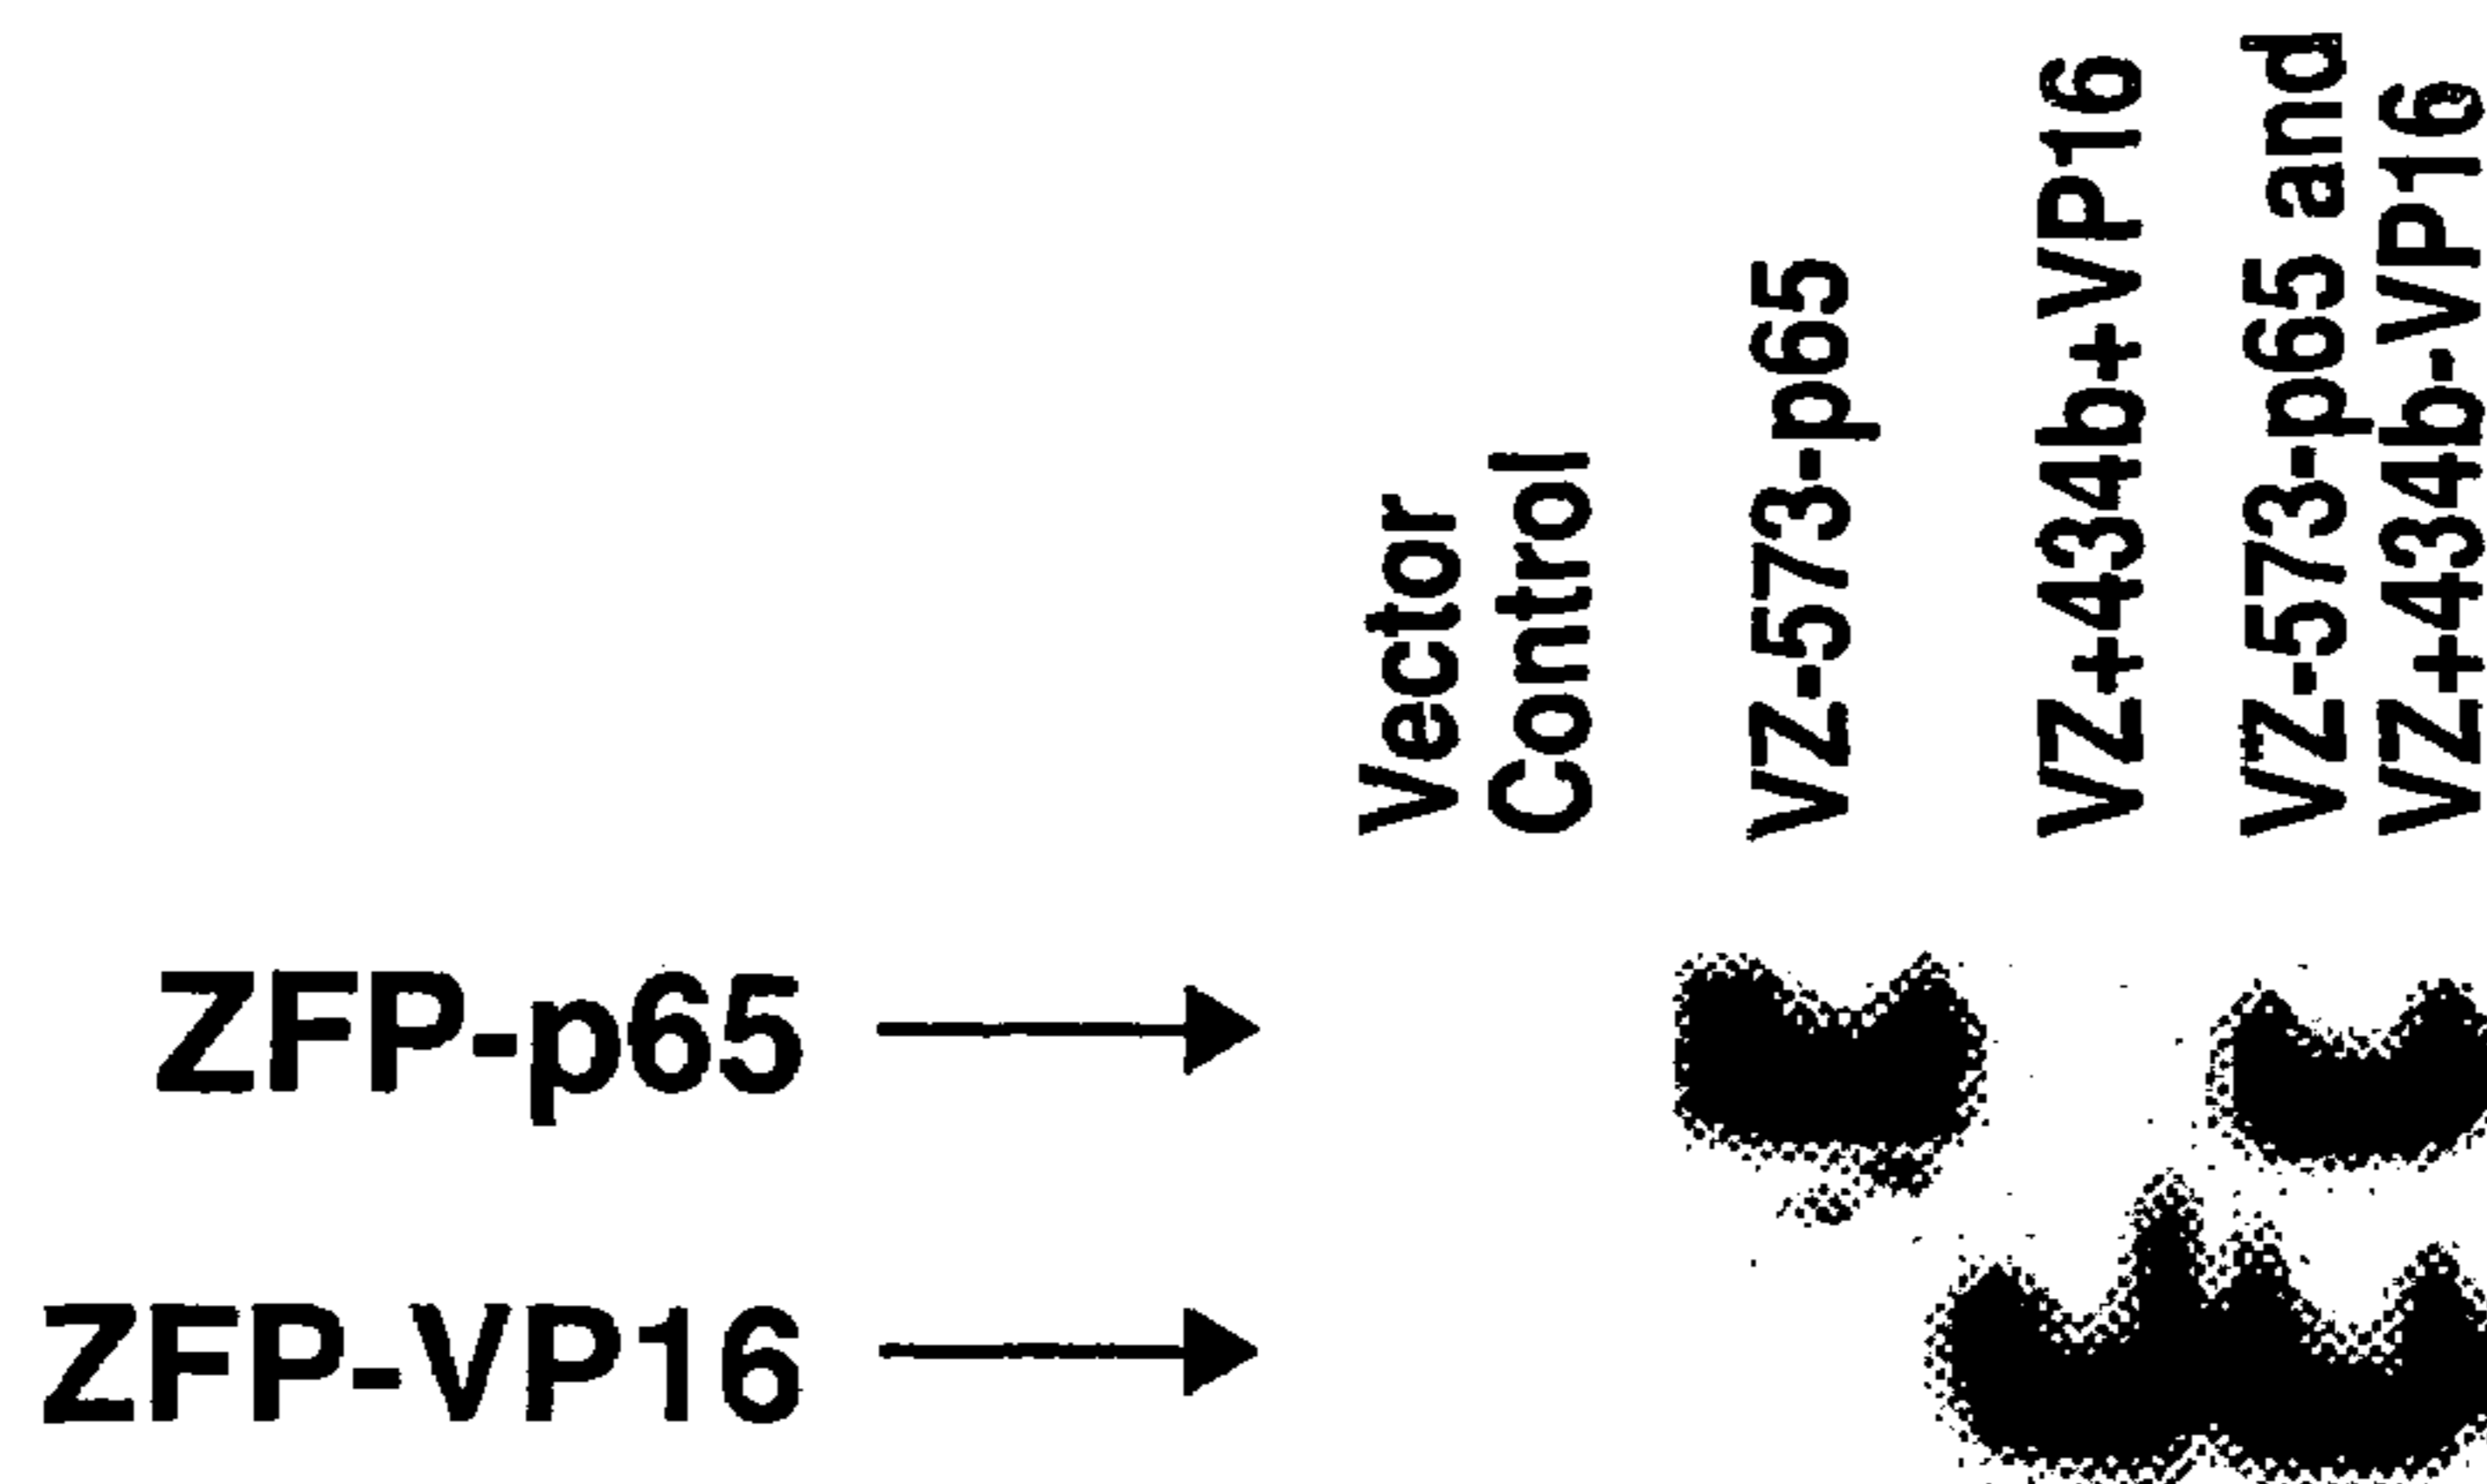 Vector
Control
VZ-573-p65
VZ+434b+VP16
VZ-573-p65 and
VZ+434b-VP16
ZFP-p65
ZFP-VP16